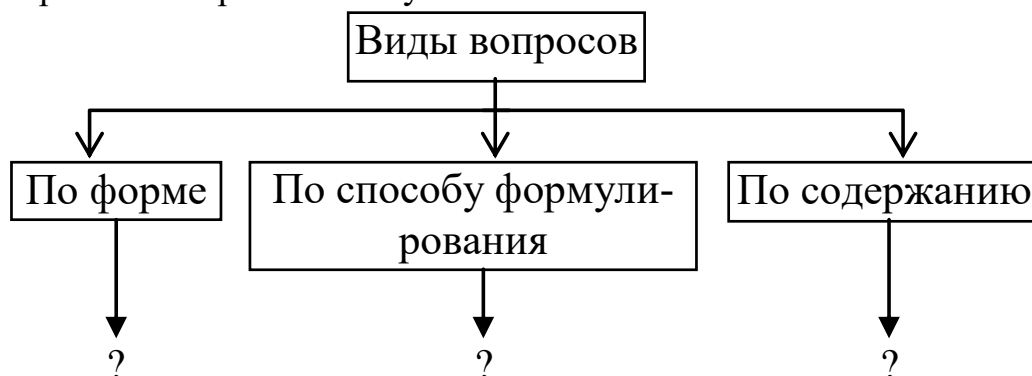 Виды вопросов
По форме
По способу формули-
рования
По содержанию
?
?
?